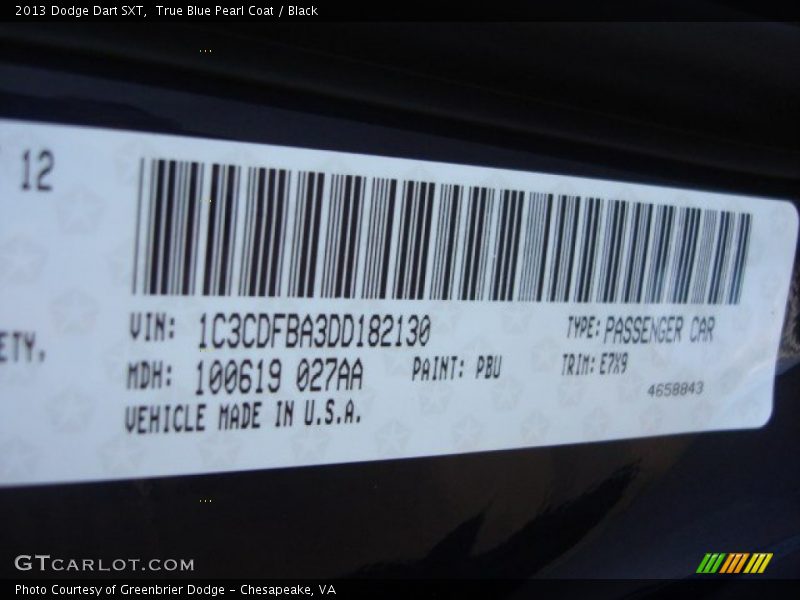 2013 Dodge Dart SXT,  True Blue Pearl Coat / Black
12
VIN: 1C3CDFBA3DD182130
TYPE: PASSENGER CAR
ETY,
MDH: 100619 027AA
PAINT: PBU
TRIM: E7X9
4658843
VEHICLE MADE IN U.S.A.
GTCARLOT.COM
Photo Courtesy of Greenbrier Dodge - Chesapeake, VA